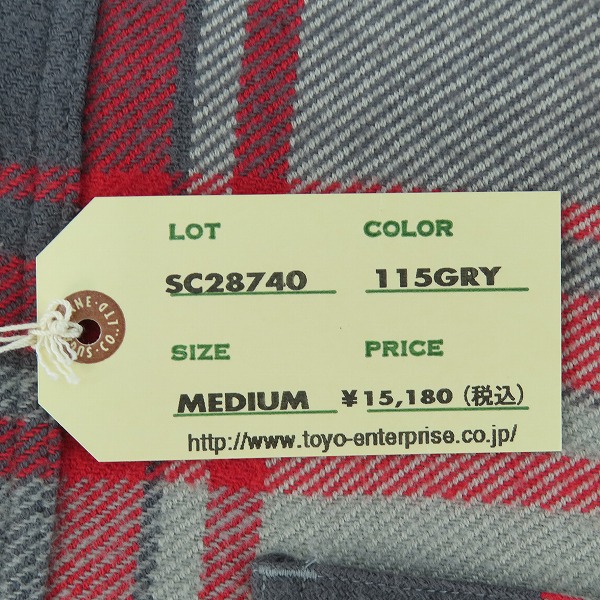 LOT COLOR
SC28740 115GRY
SIZE PRICE
MEDIUM ¥15,180 (税込)
http://www.toyo-enterprise.co.jp/